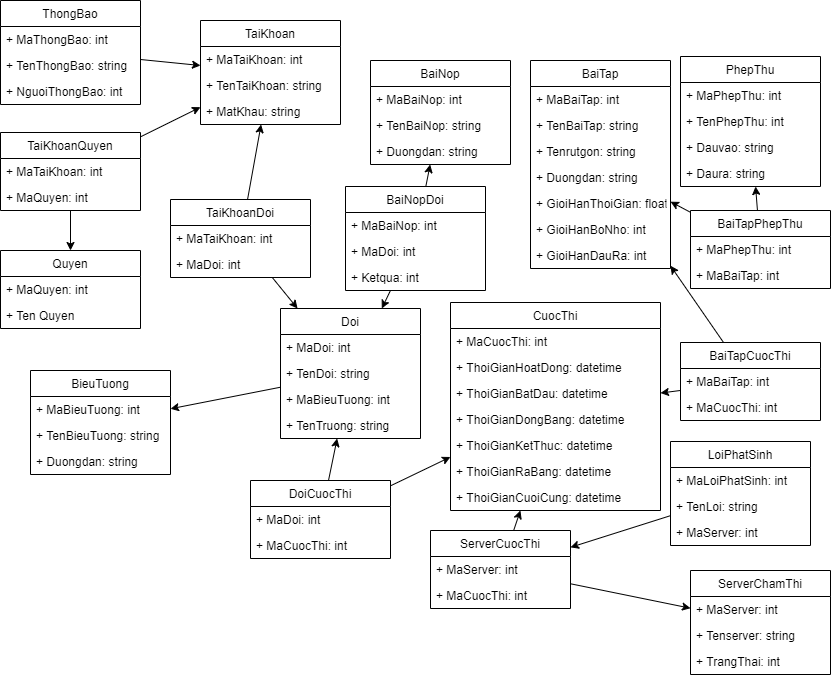 ThongBao
+ MaThongBao: int
+ TenThongBao: string
+ NguoiThongBao: int
TaiKhoan
+ MaTaiKhoan: int
+ TenTaiKhoan: string
+ MatKhau: string
BaiNop
+ MaBaiNop: int
+ TenBaiNop: string
+ Duongdan: string
BaiTap
+ MaBaiTap: int
+ TenBaiTap: string
+ Tenrutgon: string
+ Duongdan: string
+ GioiHanThoiGian: float
+ GioiHanBoNho: int
+ GioiHanDauRa: int
PhepThu
+ MaPhepThu: int
+ TenPhepThu: int
+ Dauvao: string
+ Daura: string
TaiKhoanQuyen
+ MaTaiKhoan: int
+ MaQuyen: int
TaiKhoanDoi
+ MaTaiKhoan: int
+ MaDoi: int
BaiNopDoi
+ MaBaiNop: int
+ MaDoi: int
+ Ketqua: int
BaiTapPhepThu
+ MaPhepThu: int
+ MaBaiTap: int
Quyen
+ MaQuyen: int
+ Ten Quyen
Doi
+ MaDoi: int
+ TenDoi: string
+ MaBieuTuong: int
+ TenTruong: string
CuocThi
+ MaCuocThi: int
+ ThoiGianHoatDong: datetime
+ ThoiGianBatDau: datetime
+ ThoiGianDongBang: datetime
+ ThoiGianKetThuc: datetime
+ ThoiGianRaBang: datetime
+ ThoiGianCuoiCung: datetime
BaiTapCuocThi
+ MaBaiTap: int
+ MaCuocThi: int
BieuTuong
+ MaBieuTuong: int
+ TenBieuTuong: string
+ Duongdan: string
LoiPhatSinh
+ MaLoiPhatSinh: int
+ TenLoi: string
+ MaServer: int
DoiCuocThi
+ MaDoi: int
+ MaCuocThi: int
ServerCuocThi
+ MaServer: int
+ MaCuocThi: int
ServerChamThi
+ MaServer: int
+ Tenserver: string
+ TrangThai: int